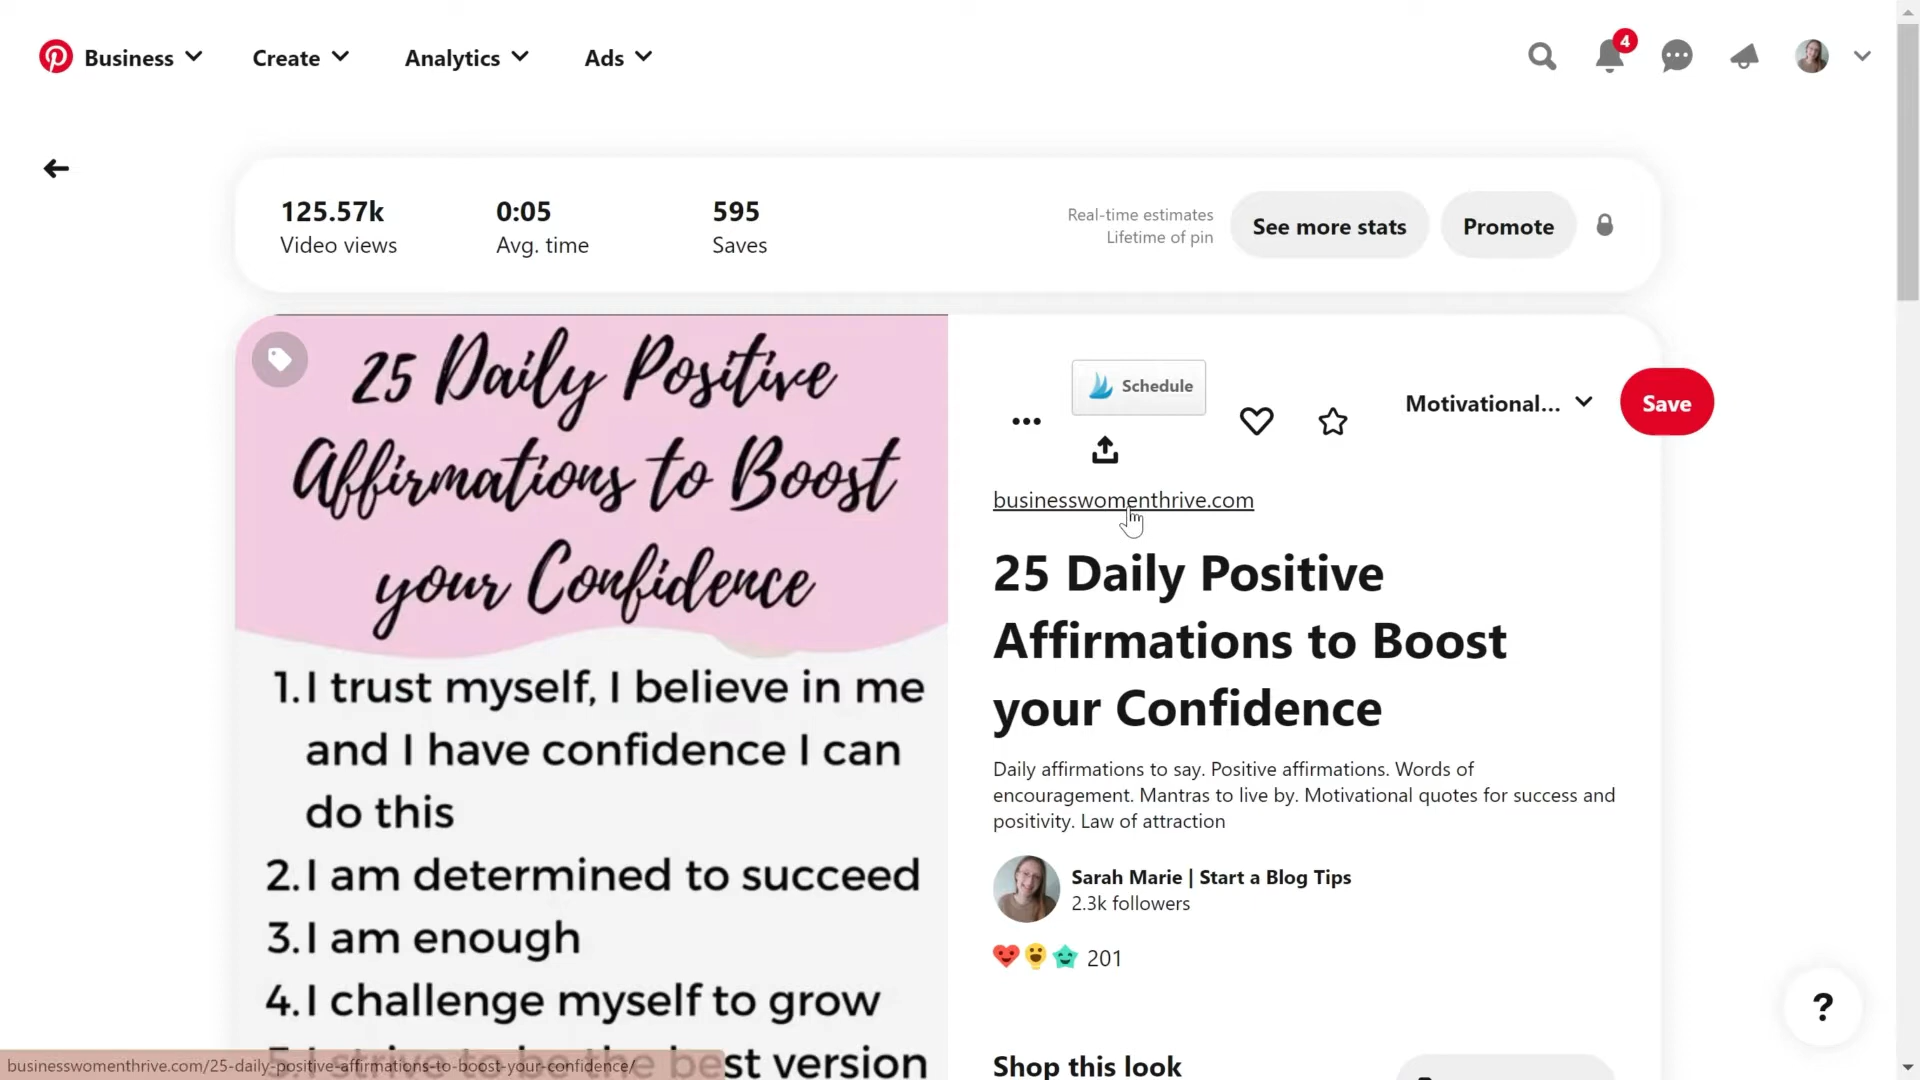 Business
Create
Analytics
Ads
4
125.57k
Video views
0:05
Avg. time
595
Saves
Real-time estimates
Lifetime of pin
See more stats
Promote
25 Daily Positive
Affirmations to Boost
your Confidence
1. I trust myself, I believe in me
and I have confidence I can
do this
2. I am determined to succeed
3. I am enough
4. I challenge myself to grow
5. I strive to be the best version
Schedule
Motivational...
Save
businesswomenthrive.com
25 Daily Positive
Affirmations to Boost
your Confidence
Daily affirmations to say. Positive affirmations. Words of
encouragement. Mantras to live by. Motivational quotes for success and
positivity. Law of attraction
Sarah Marie | Start a Blog Tips
2.3k followers
201
Shop this look
?
businesswomenthrive.com/25-daily-positive-affirmations-to-boost-your-confidence/